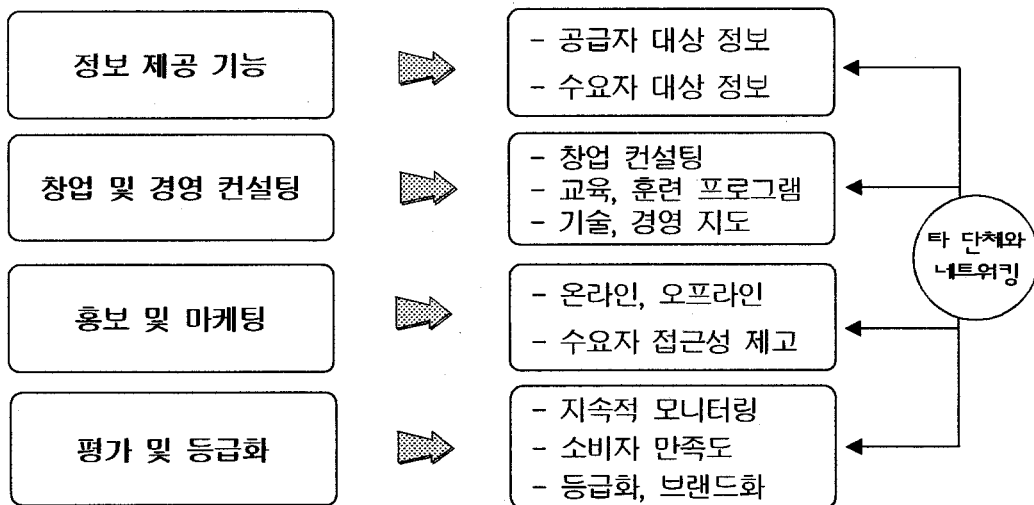 정보 제공 기능
- 공급자 대상 정보
- 수요자 대상 정보
창업 및 경영 컨설팅
- 창업 컨설팅
- 교육, 훈련 프로그램
- 기술, 경영 지도
타 단체와
네트워킹
홍보 및 마케팅
- 온라인, 오프라인
- 수요자 접근성 제고
평가 및 등급화
- 지속적 모니터링
- 소비자 만족도
- 등급화, 브랜드화